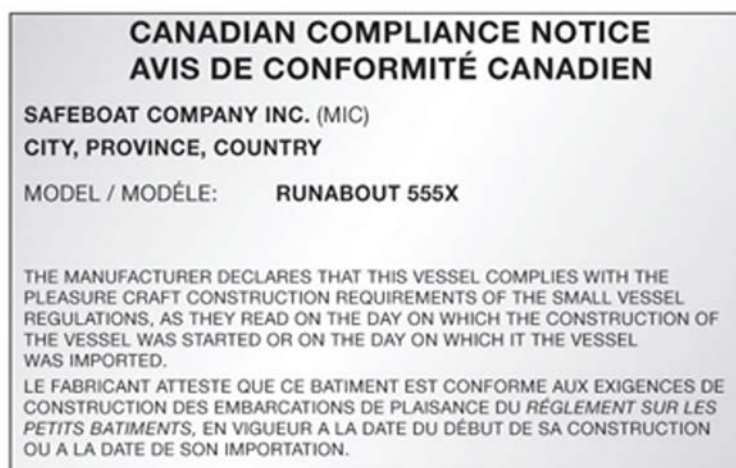 CANADIAN COMPLIANCE NOTICE
AVIS DE CONFORMITÉ CANADIEN
SAFEBOAT COMPANY INC. (MIC)
CITY, PROVINCE, COUNTRY
MODEL / MODÉLE: RUNABOUT 555X
THE MANUFACTURER DECLARES THAT THIS VESSEL COMPLIES WITH THE
PLEASURE CRAFT CONSTRUCTION REQUIREMENTS OF THE SMALL VESSEL
REGULATIONS, AS THEY READ ON THE DAY ON WHICH THE CONSTRUCTION OF
THE VESSEL WAS STARTED OR ON THE DAY ON WHICH IT THE VESSEL
WAS IMPORTED.
LE FABRICANT ATTESTE QUE CE BATIMENT EST CONFORME AUX EXIGENCES DE
CONSTRUCTION DES EMBARCATIONS DE PLAISANCE DU RÉGLEMENT SUR LES
PETITS BATIMENTS, EN VIGUEUR A LA DATE DU DÉBUT DE SA CONSTRUCTION
OU A LA DATE DE SON IMPORTATION.